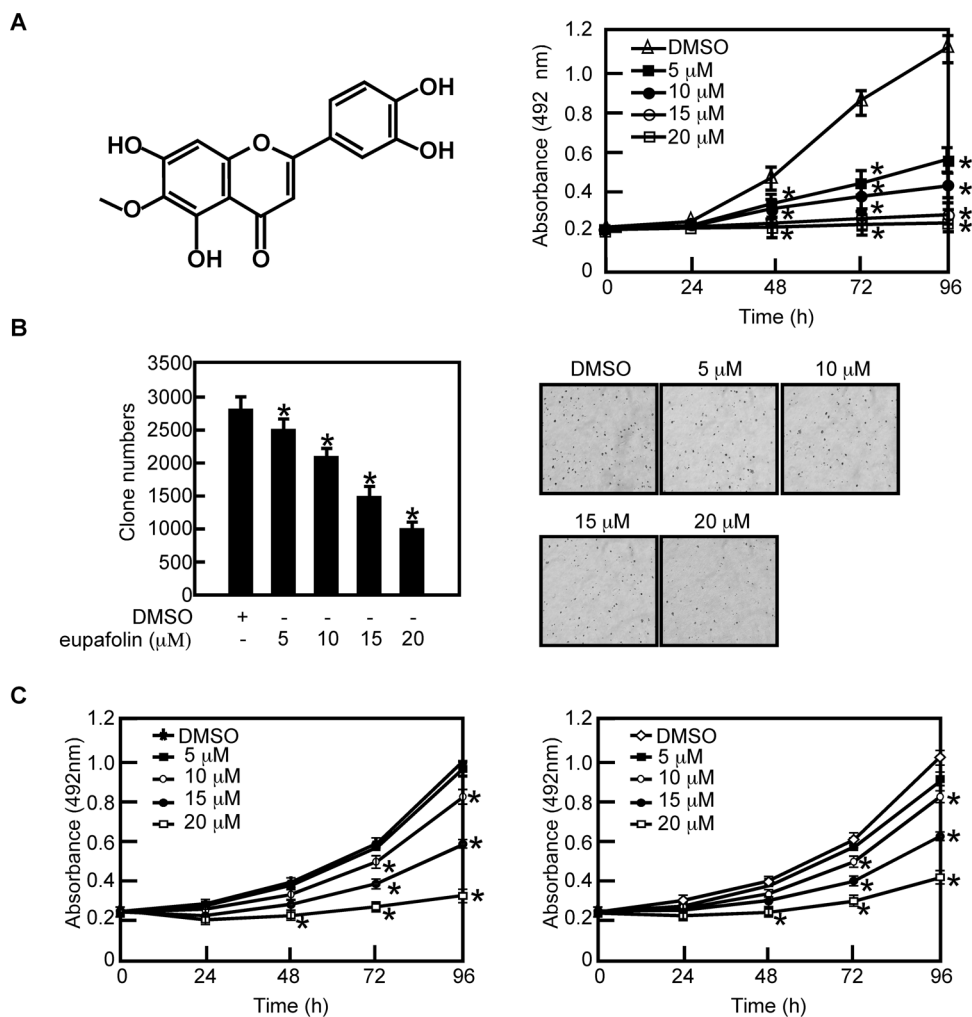 A
OH
OH
HO
O
O
OH
O
1.2
1.0
0.8
0.6
0.4
0.2
0
Absorbance (492 nm)
DMSO
5 μM
10 μM
15 μM
20 μM
* * * *
* * * *
* * * *
0 24 48 72 96
Time (h)
B
3500
3000
2500
2000
1500
1000
500
0
Clone numbers
* * * *
DMSO + - - - -
eupafolin (μM) - 5 10 15 20
DMSO 5 μM 10 μM
15 μM 20 μM
C
1.2
1.0
0.8
0.6
0.4
0.2
0
Absorbance (492nm)
DMSO
5 μM
10 μM
15 μM
20 μM
* * * *
* * *
0 24 48 72 96
Time (h)
1.2
1.0
0.8
0.6
0.4
0.2
0
Absorbance (492nm)
DMSO
5 μM
10 μM
15 μM
20 μM
* * * *
* * *
0 24 48 72 96
Time (h)